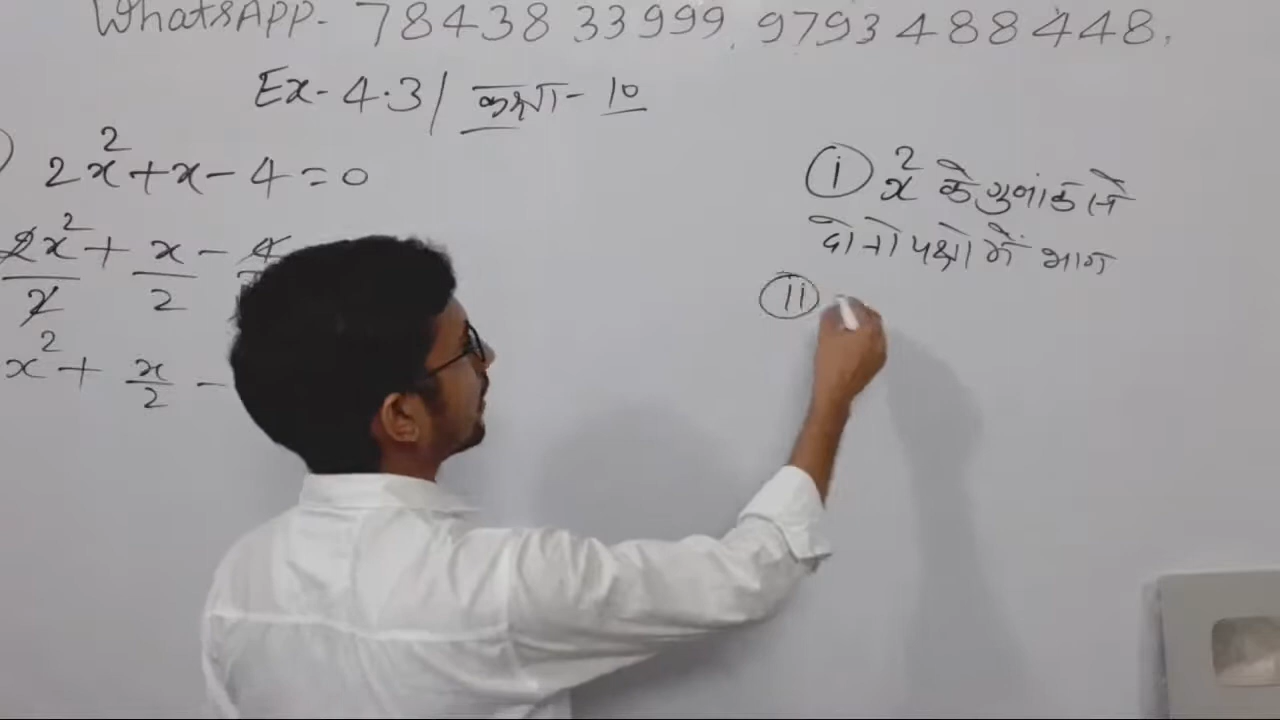 WhatsAPP- 7843833999, 9793488448,
Ex- 4.3 / कक्षा- 10
2x² + x - 4 = 0
2x²/2 + x/2 - 4
x² + x/2 -
(i) x² के गुनांक से
दोनो पक्षो में भाग
(ii)